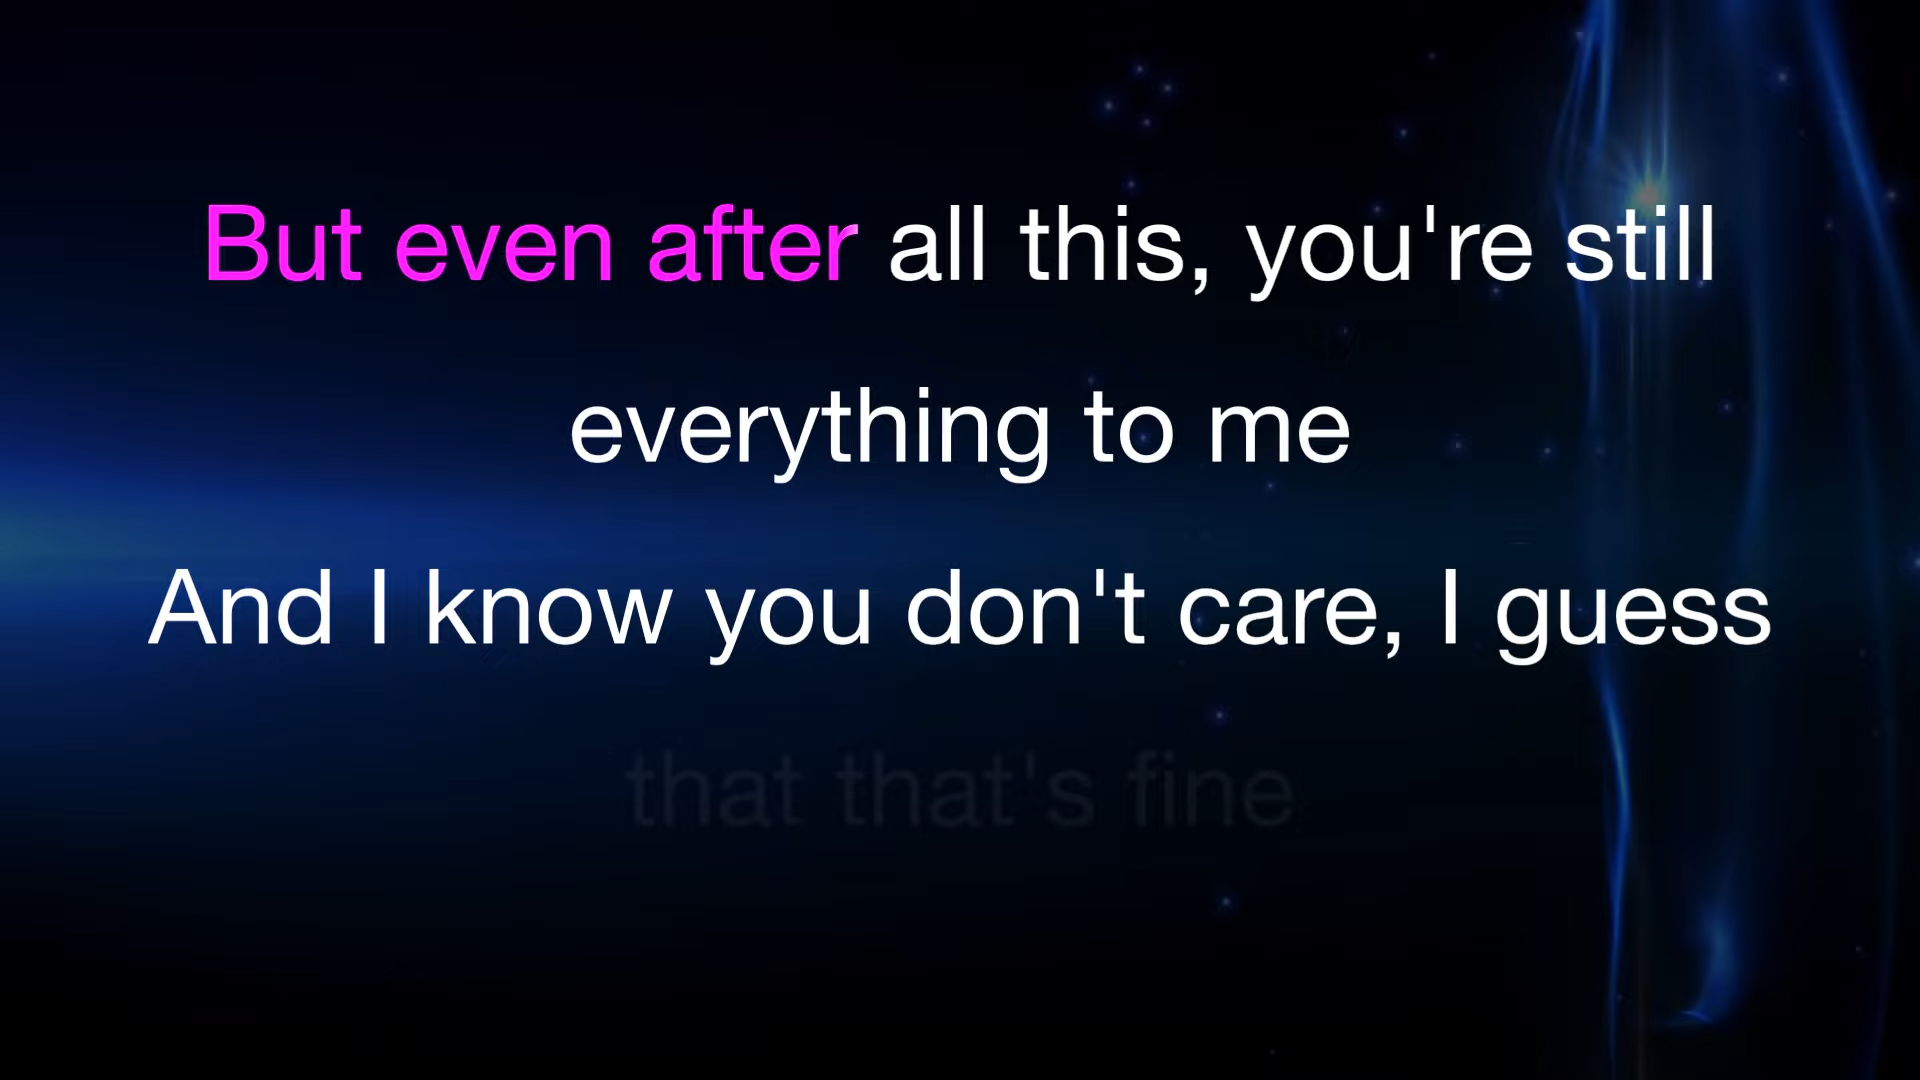 But even after all this, you're still
everything to me
And I know you don't care, I guess
that that's fine